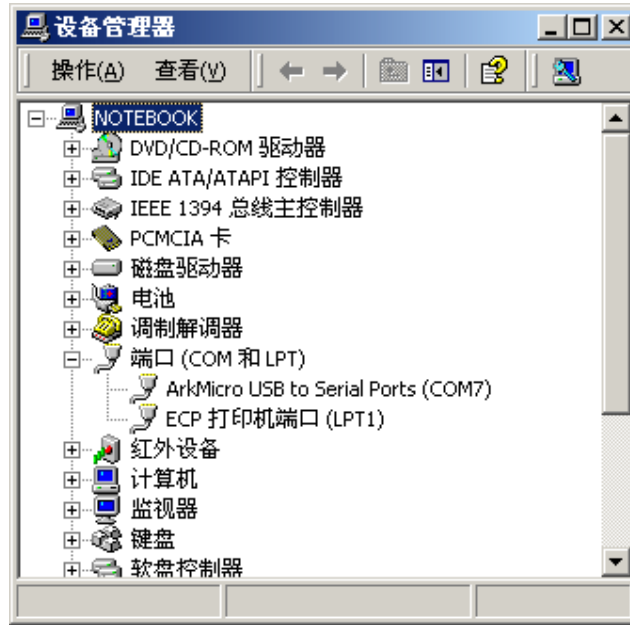 设备管理器
操作(A) 查看(V)
NOTEBOOK
DVD/CD-ROM 驱动器
IDE ATA/ATAPI 控制器
IEEE 1394 总线主控制器
PCMCIA 卡
磁盘驱动器
电池
调制解调器
端口 (COM 和 LPT)
ArkMicro USB to Serial Ports (COM7)
ECP 打印机端口 (LPT1)
红外设备
计算机
监视器
键盘
软盘控制器